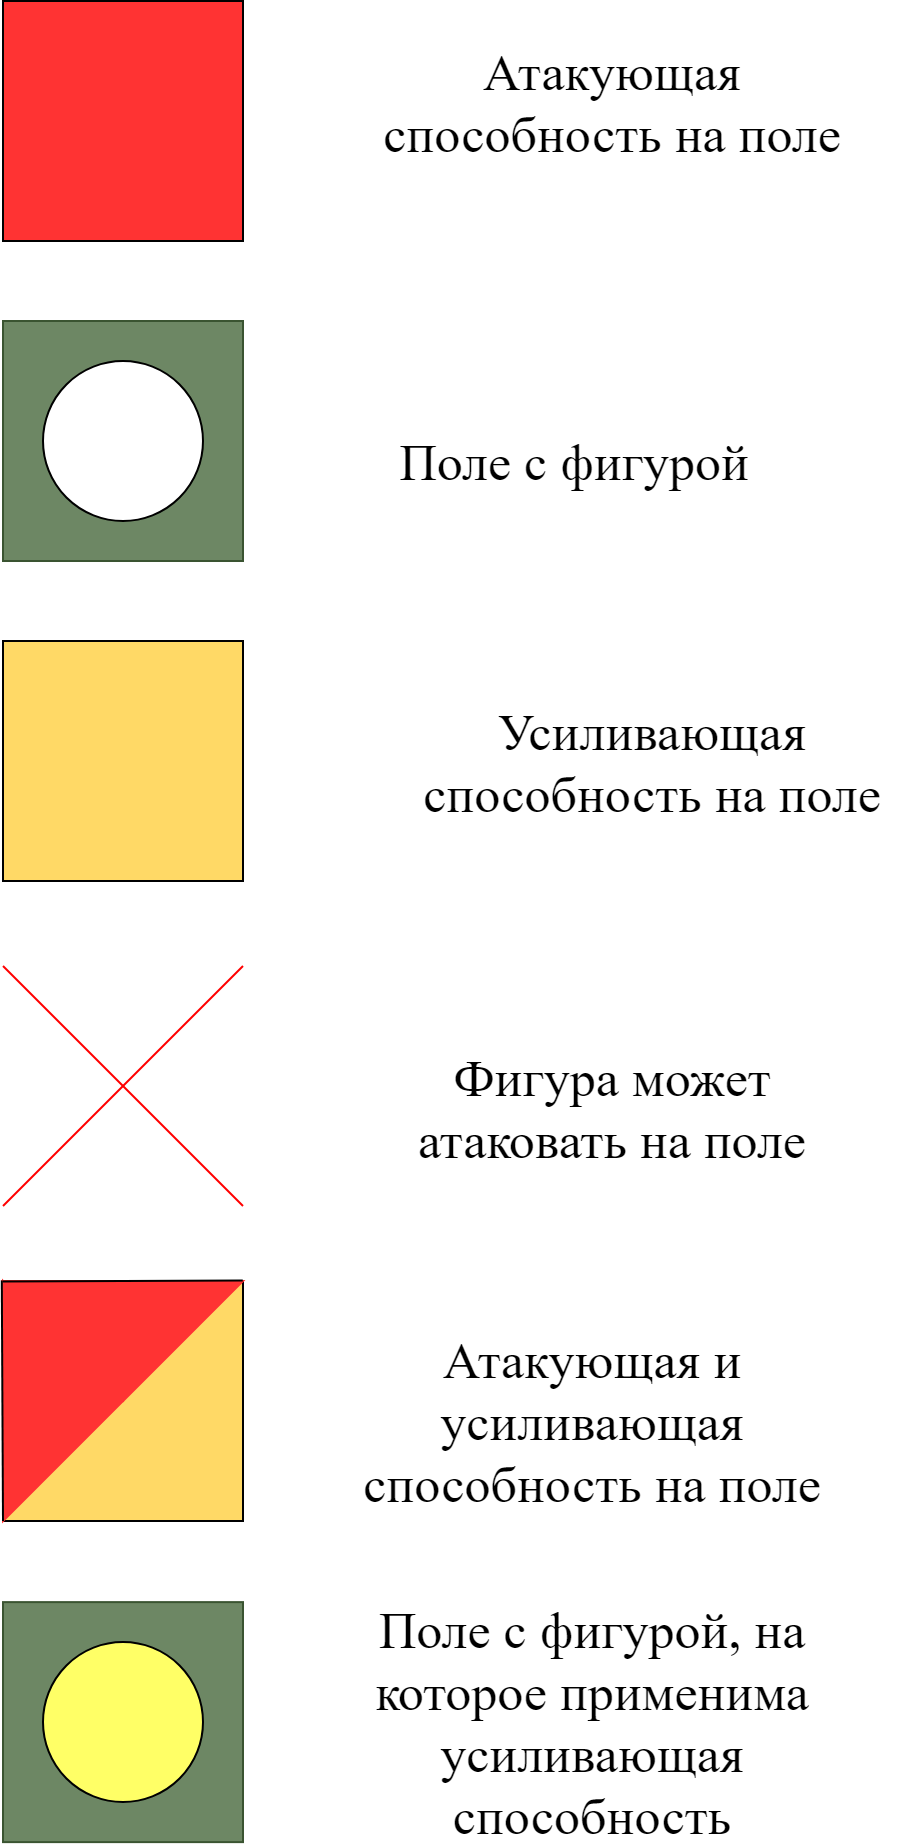 Атакующая
способность на поле
Поле с фигурой
Усиливающая
способность на поле
Фигура может
атаковать на поле
Атакующая и
усиливающая
способность на поле
Поле с фигурой, на
которое применима
усиливающая
способность